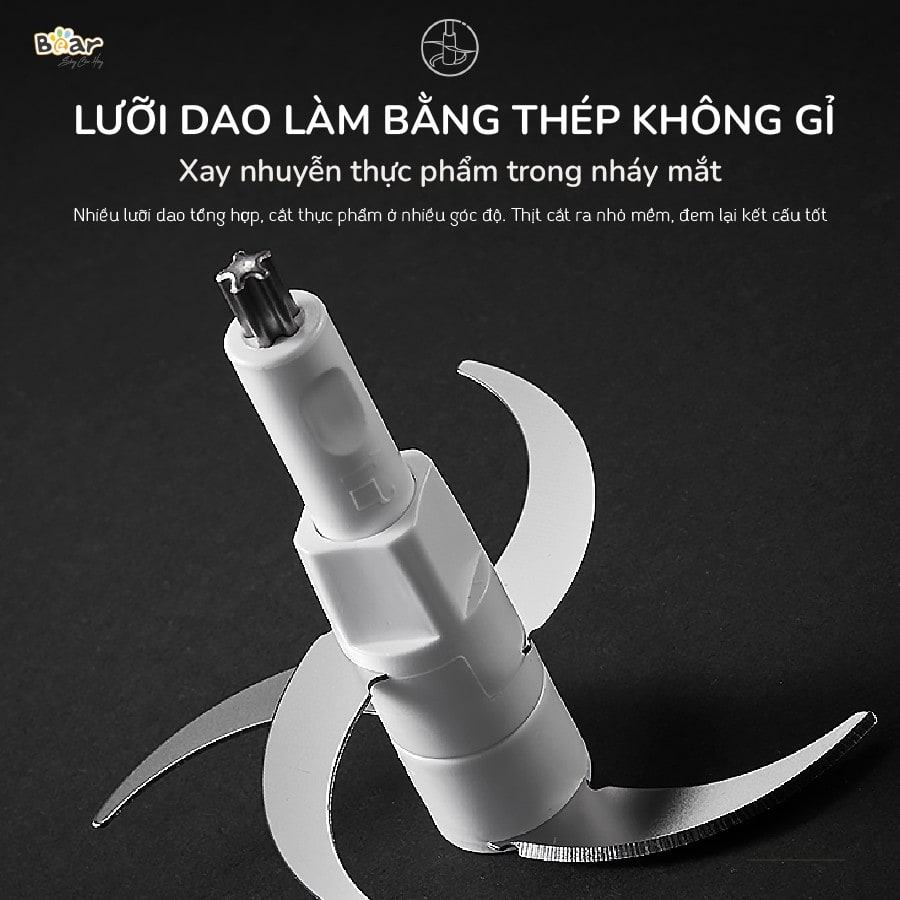 Bear
LƯỠI DAO LÀM BẰNG THÉP KHÔNG GỈ
Xay nhuyễn thực phẩm trong nháy mắt
Nhiều lưỡi dao tổng hợp, cắt thực phẩm ở nhiều góc độ. Thịt cắt ra nhỏ mềm, đem lại kết cấu tốt